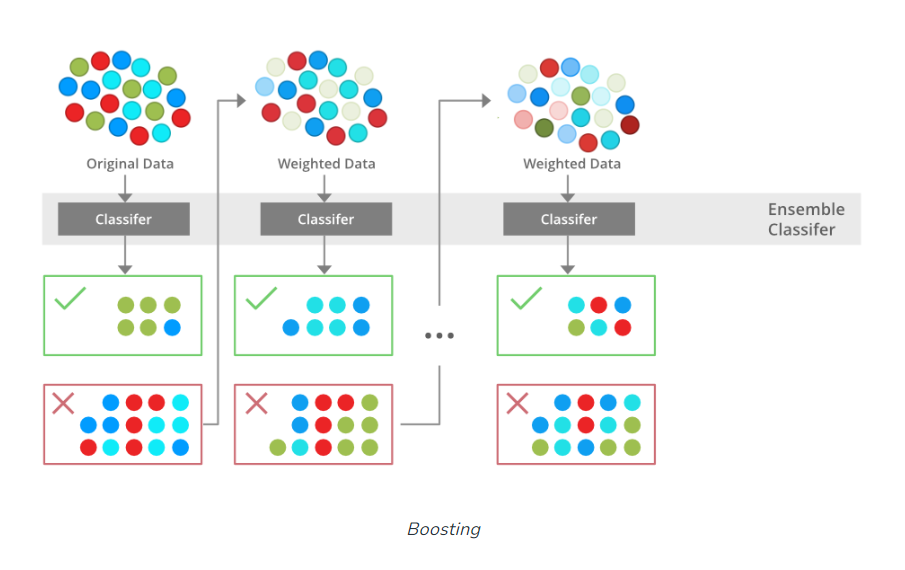 Original Data
Weighted Data
Weighted Data
Classifer
Classifer
Classifer
Ensemble
Classifer
...
Boosting